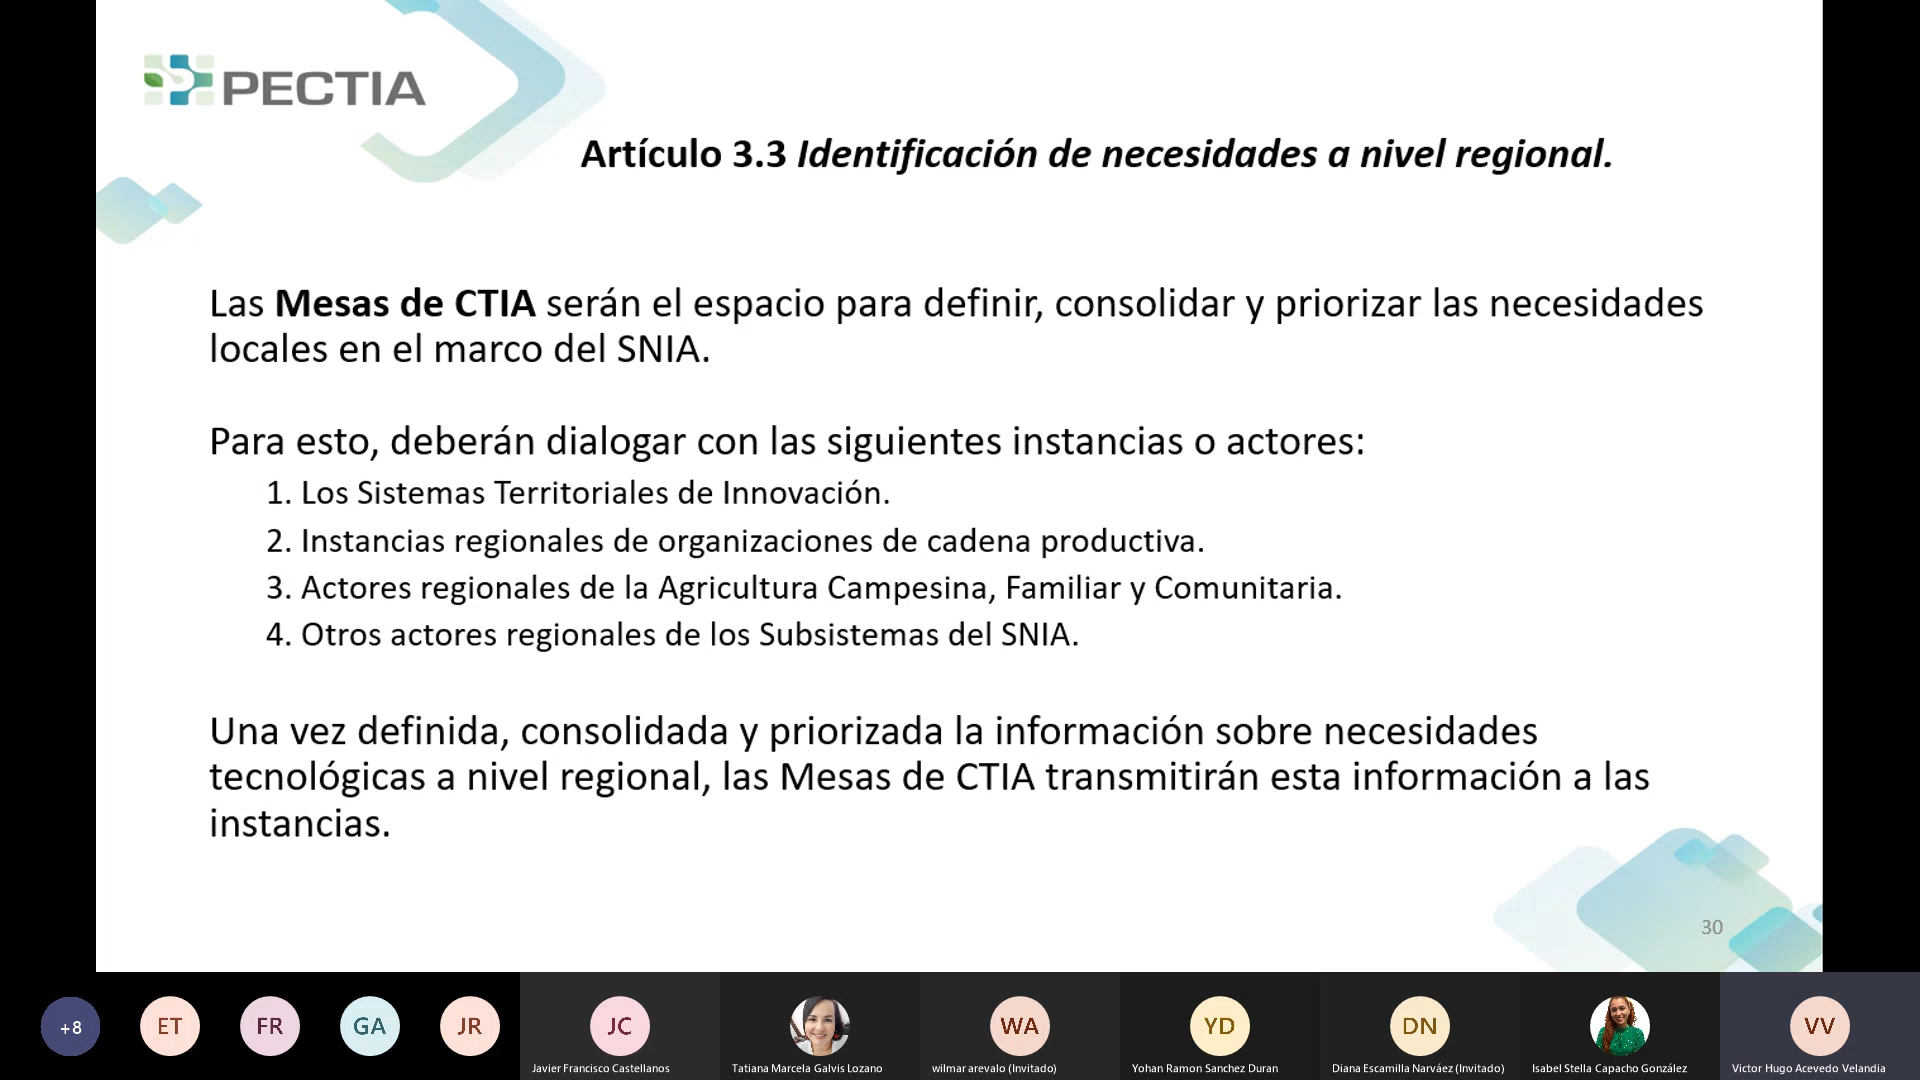 PECTIA
Artículo 3.3 Identificación de necesidades a nivel regional.
Las Mesas de CTIA serán el espacio para definir, consolidar y priorizar las necesidades
locales en el marco del SNIA.
Para esto, deberán dialogar con las siguientes instancias o actores:
1. Los Sistemas Territoriales de Innovación.
2. Instancias regionales de organizaciones de cadena productiva.
3. Actores regionales de la Agricultura Campesina, Familiar y Comunitaria.
4. Otros actores regionales de los Subsistemas del SNIA.
Una vez definida, consolidada y priorizada la información sobre necesidades
tecnológicas a nivel regional, las Mesas de CTIA transmitirán esta información a las
instancias.
30
+8
ET
FR
GA
JR
JC
WA
YD
DN
VV
Javier Francisco Castellanos
Tatiana Marcela Galvis Lozano
wilmar arevalo (Invitado)
Yohan Ramon Sanchez Duran
Diana Escamilla Narváez (Invitado)
Isabel Stella Capacho González
Victor Hugo Acevedo Velandia